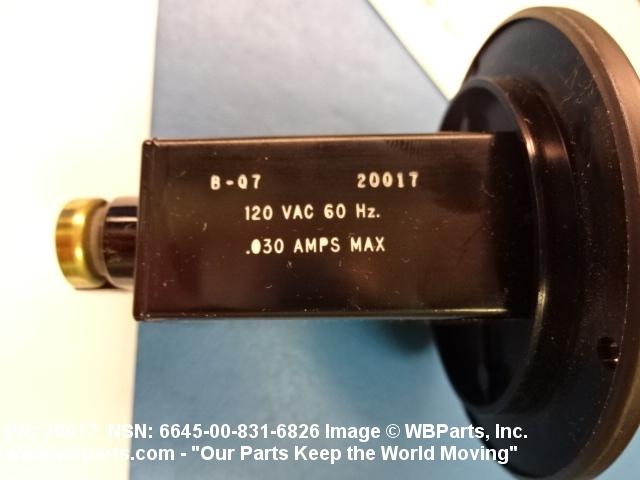 B-Q7 20017
120 VAC 60 Hz.
.030 AMPS MAX
PN: 20017 NSN: 6645-00-831-6826 Image © WBParts, Inc.
www.wbparts.com - "Our Parts Keep the World Moving"